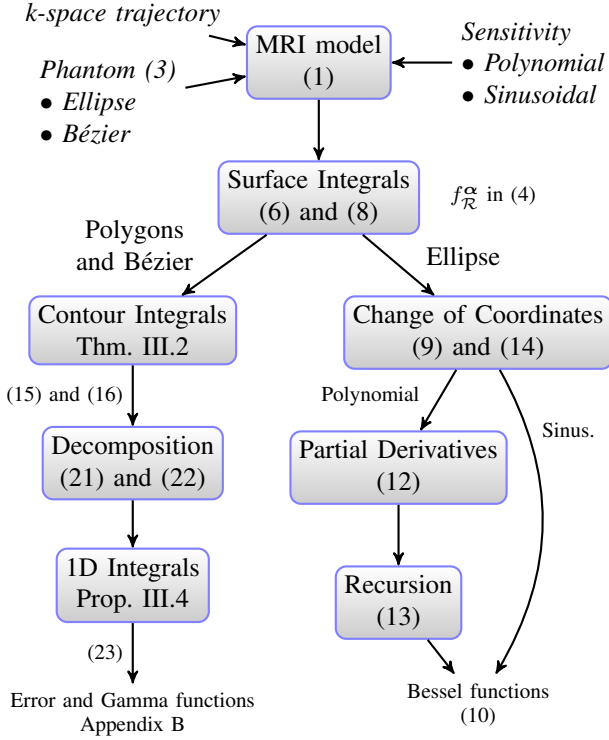 k-space trajectory
MRI model
(1)
Sensitivity
• Polynomial
• Sinusoidal
Phantom (3)
• Ellipse
• Bézier
Surface Integrals
(6) and (8)
f_R^α in (4)
Polygons
and Bézier
Ellipse
Contour Integrals
Thm. III.2
Change of Coordinates
(9) and (14)
(15) and (16)
Polynomial
Sinus.
Decomposition
(21) and (22)
Partial Derivatives
(12)
1D Integrals
Prop. III.4
Recursion
(13)
(23)
Error and Gamma functions
Appendix B
Bessel functions
(10)